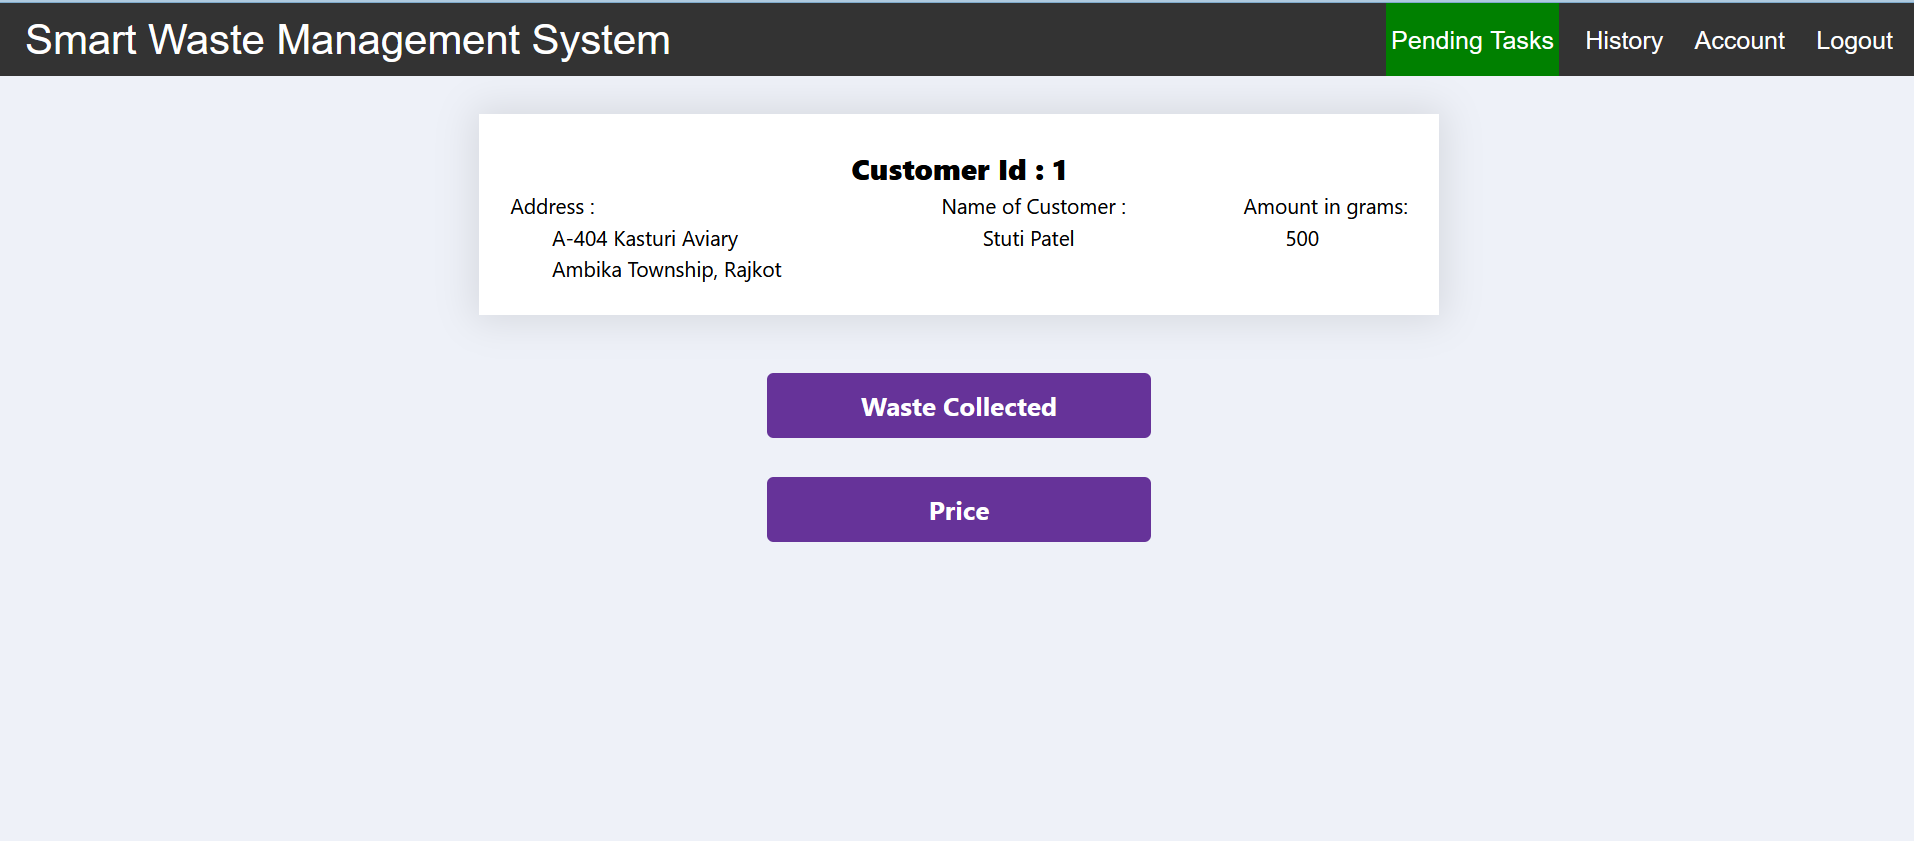 Smart Waste Management System
Pending Tasks
History
Account
Logout
Customer Id : 1
Address :
A-404 Kasturi Aviary
Ambika Township, Rajkot
Name of Customer :
Stuti Patel
Amount in grams:
500
Waste Collected
Price